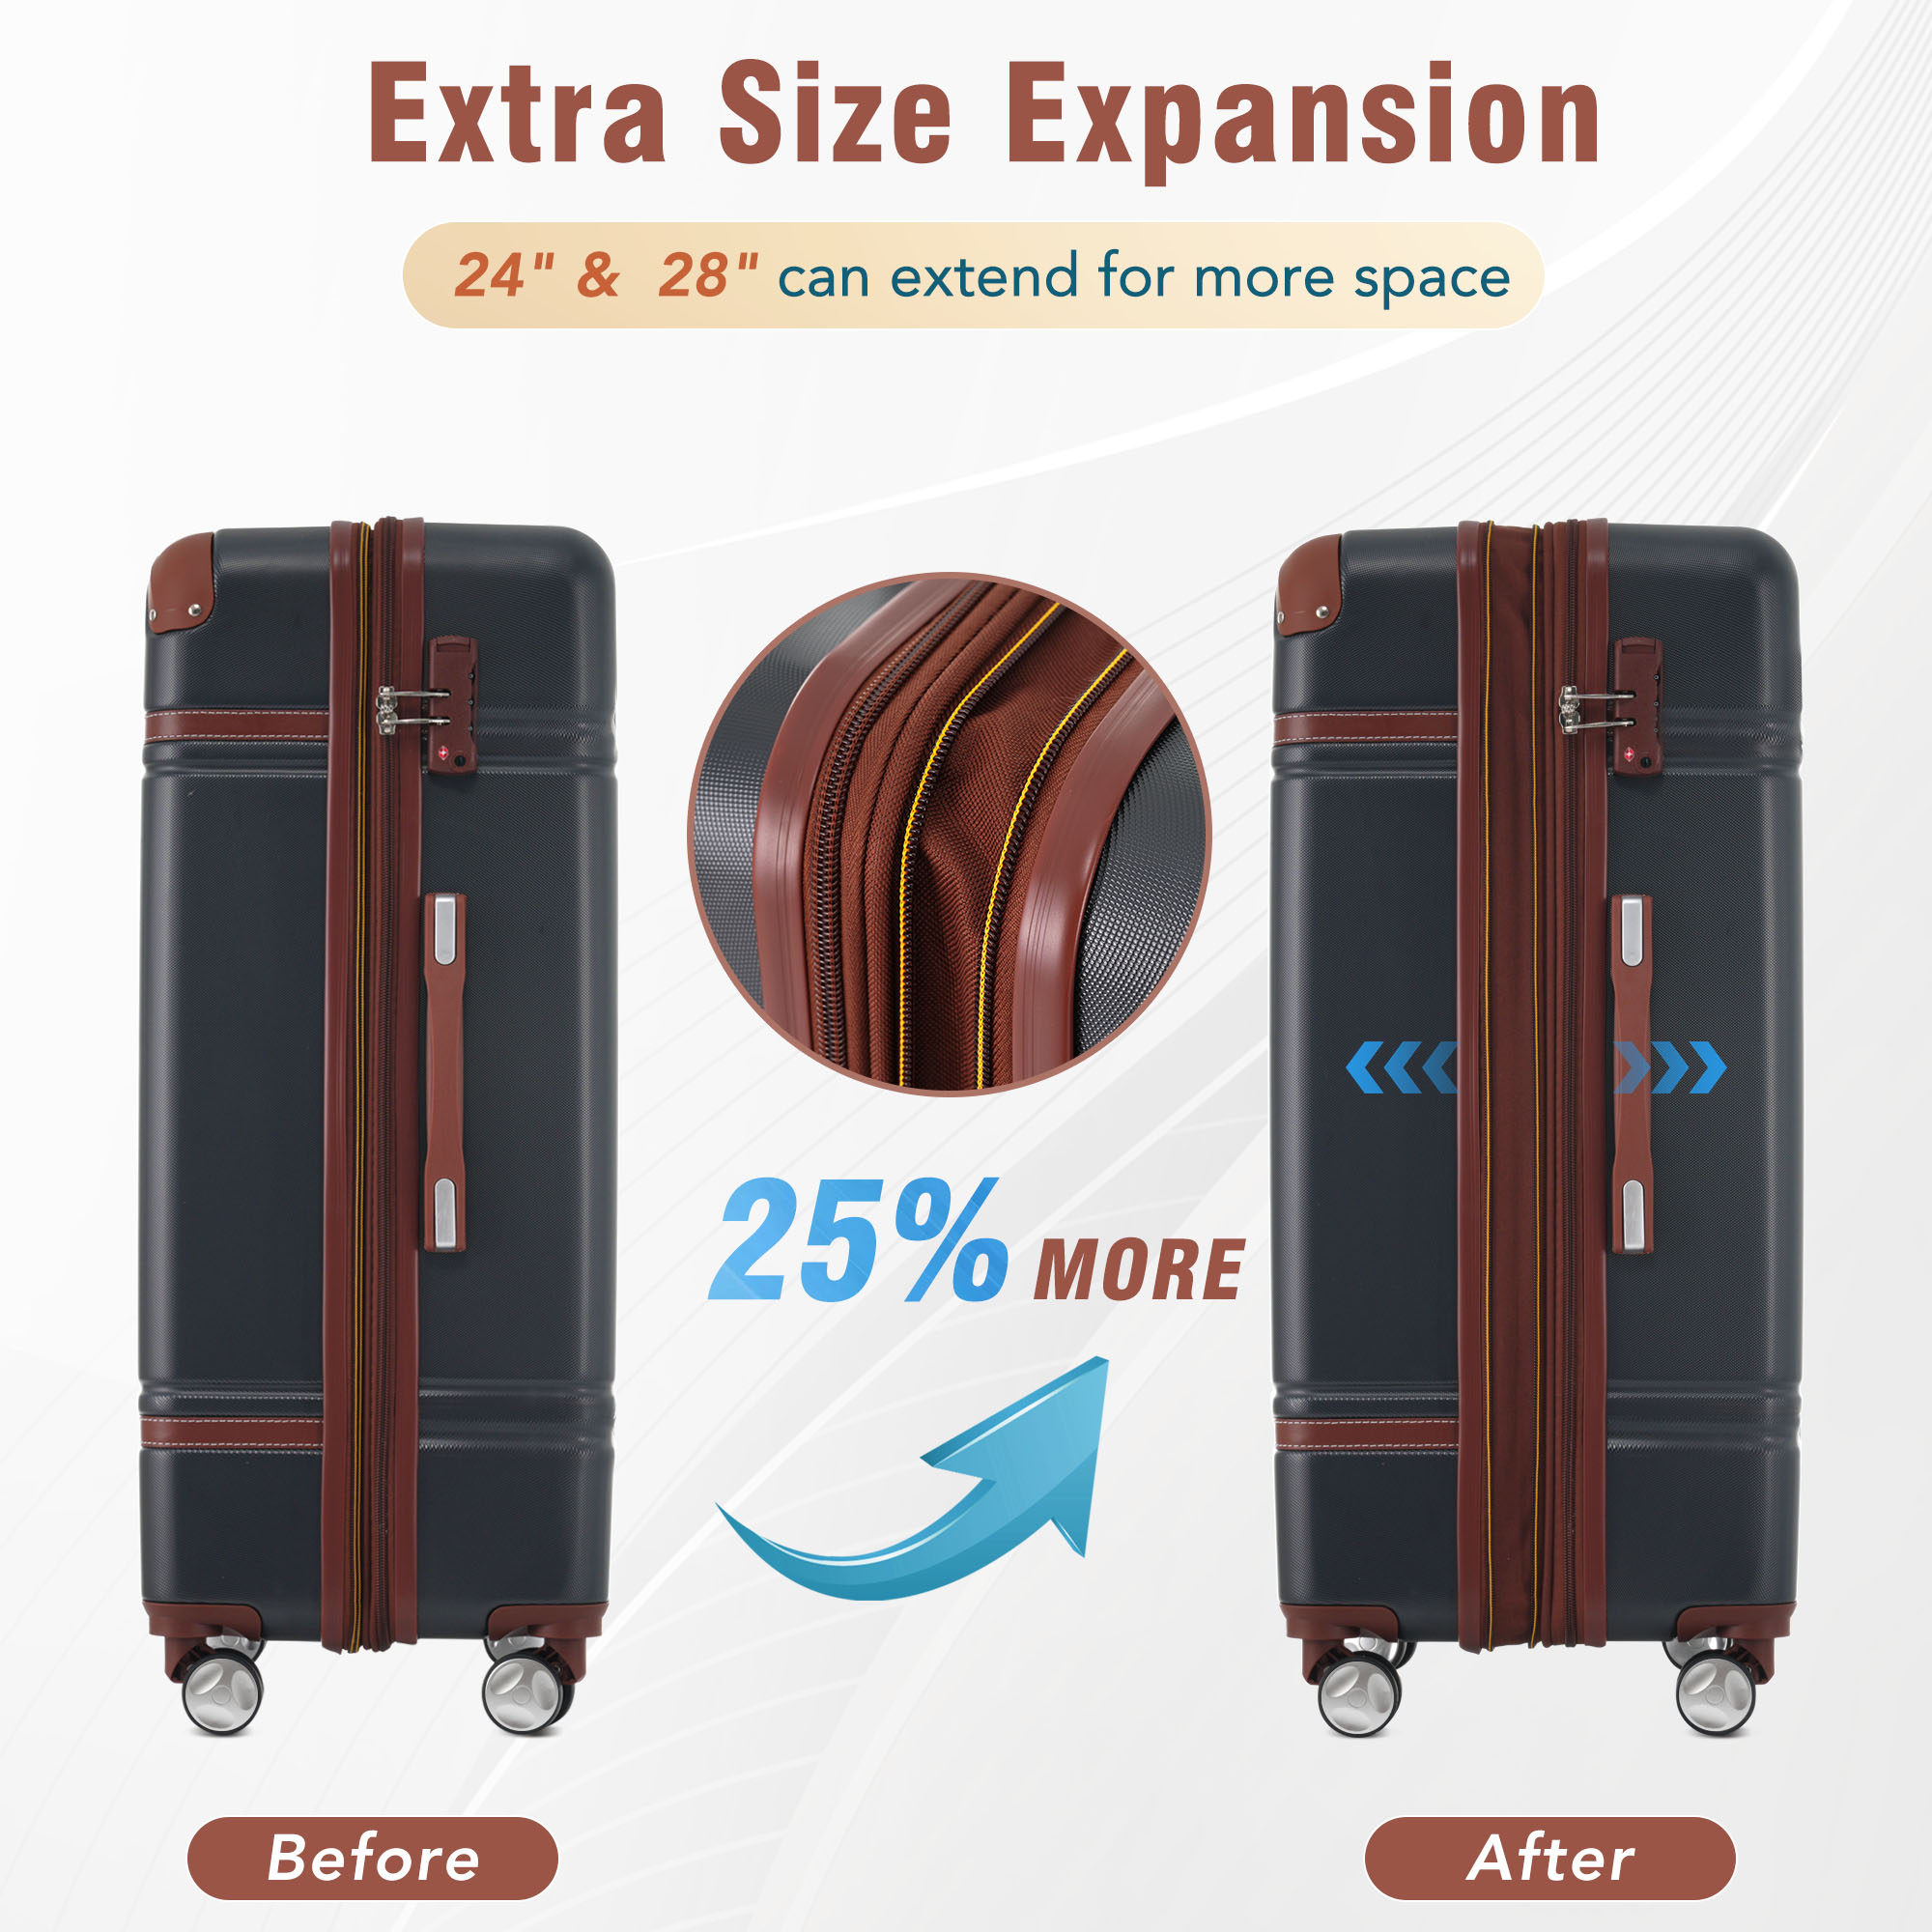 Extra Size Expansion
24" & 28" can extend for more space
25% MORE
Before
After